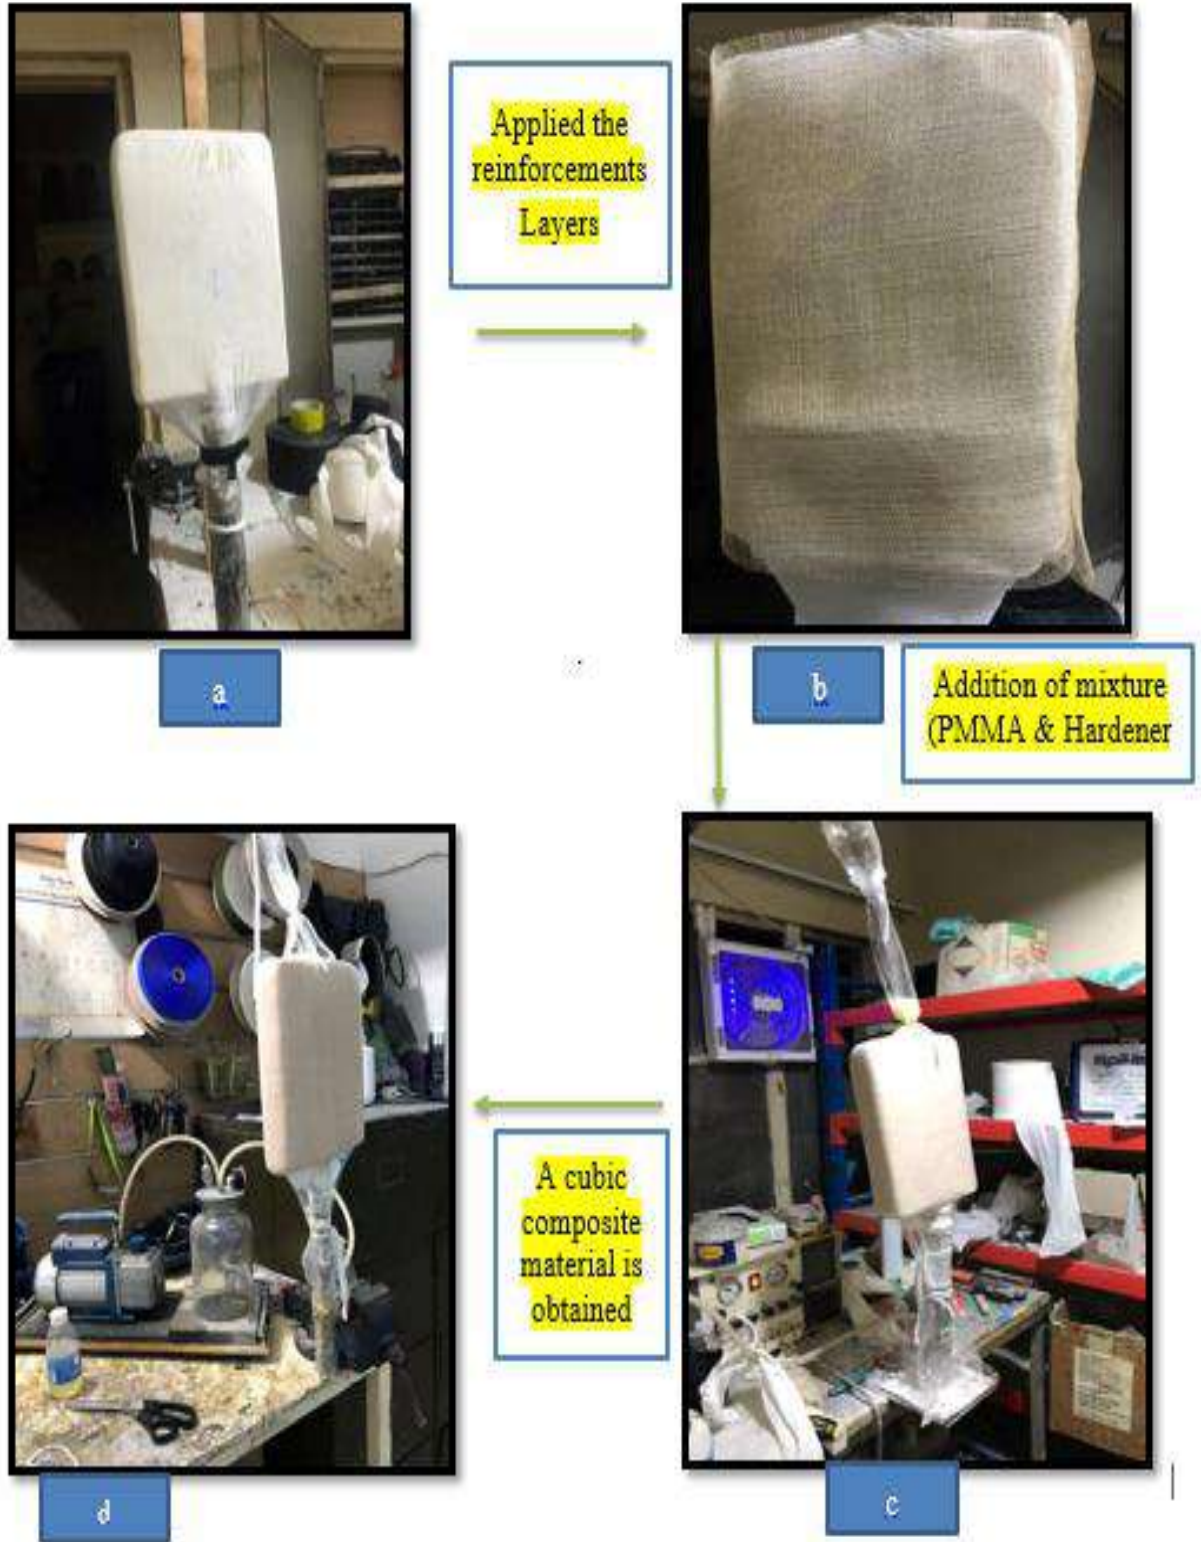 Applied the
reinforcements
Layers
a
b
Addition of mixture
(PMMA & Hardener
A cubic
composite
material is
obtained
d
c